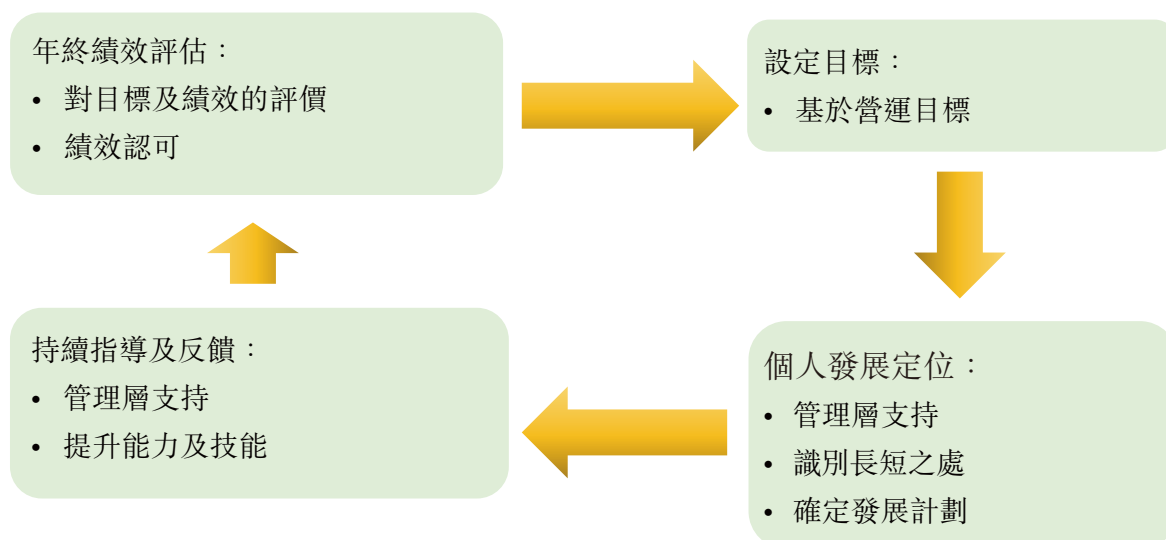 年終績效評估：
• 對目標及績效的評價
• 績效認可
設定目標：
• 基於營運目標
個人發展定位：
• 管理層支持
• 識別長短之處
• 確定發展計劃
持續指導及反饋：
• 管理層支持
• 提升能力及技能